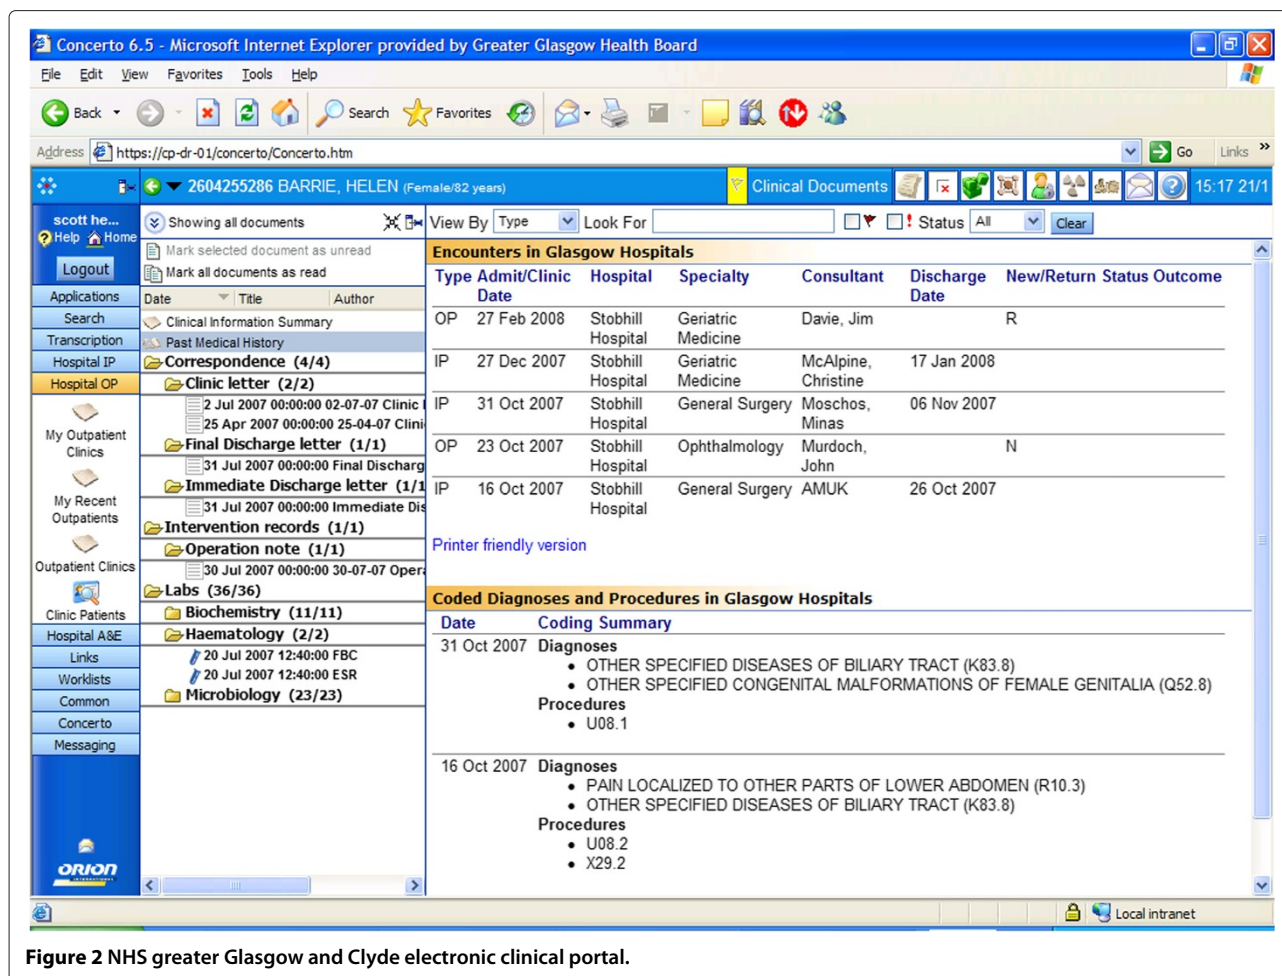 Concerto 6.5 - Microsoft Internet Explorer provided by Greater Glasgow Health Board
File Edit View Favorites Tools Help
Back Search Favorites
Address https://cp-dr-01/concerto/Concerto.htm Go Links »
2604255286 BARRIE, HELEN (Female/82 years) Clinical Documents 15:17 21/1
scott he...
Help Home
Logout
Applications
Search
Transcription
Hospital IP
Hospital OP
My Outpatient
Clinics
My Recent
Outpatients
Outpatient Clinics
Clinic Patients
Hospital A&E
Links
Worklists
Common
Concerto
Messaging
ORION
INTERNATIONAL
Showing all documents
Mark selected document as unread
Mark all documents as read
Date Title Author
Clinical Information Summary
Past Medical History
Correspondence (4/4)
Clinic letter (2/2)
2 Jul 2007 00:00:00 02-07-07 Clinic
25 Apr 2007 00:00:00 25-04-07 Clini
Final Discharge letter (1/1)
31 Jul 2007 00:00:00 Final Discharg
Immediate Discharge letter (1/1
31 Jul 2007 00:00:00 Immediate Dis
Intervention records (1/1)
Operation note (1/1)
30 Jul 2007 00:00:00 30-07-07 Opera
Labs (36/36)
Biochemistry (11/11)
Haematology (2/2)
20 Jul 2007 12:40:00 FBC
20 Jul 2007 12:40:00 ESR
Microbiology (23/23)
View By Type Look For ! Status All Clear
Encounters in Glasgow Hospitals
Type Admit/Clinic Hospital Specialty Consultant Discharge New/Return Status Outcome
Date Date
OP 27 Feb 2008 Stobhill Geriatric Davie, Jim R
Hospital Medicine
IP 27 Dec 2007 Stobhill Geriatric McAlpine, 17 Jan 2008
Hospital Medicine Christine
IP 31 Oct 2007 Stobhill General Surgery Moschos, 06 Nov 2007
Hospital Minas
OP 23 Oct 2007 Stobhill Ophthalmology Murdoch, N
Hospital John
IP 16 Oct 2007 Stobhill General Surgery AMUK 26 Oct 2007
Hospital
Printer friendly version
Coded Diagnoses and Procedures in Glasgow Hospitals
Date Coding Summary
31 Oct 2007 Diagnoses
• OTHER SPECIFIED DISEASES OF BILIARY TRACT (K83.8)
• OTHER SPECIFIED CONGENITAL MALFORMATIONS OF FEMALE GENITALIA (Q52.8)
Procedures
• U08.1
16 Oct 2007 Diagnoses
• PAIN LOCALIZED TO OTHER PARTS OF LOWER ABDOMEN (R10.3)
• OTHER SPECIFIED DISEASES OF BILIARY TRACT (K83.8)
Procedures
• U08.2
• X29.2
Local intranet
Figure 2 NHS greater Glasgow and Clyde electronic clinical portal.